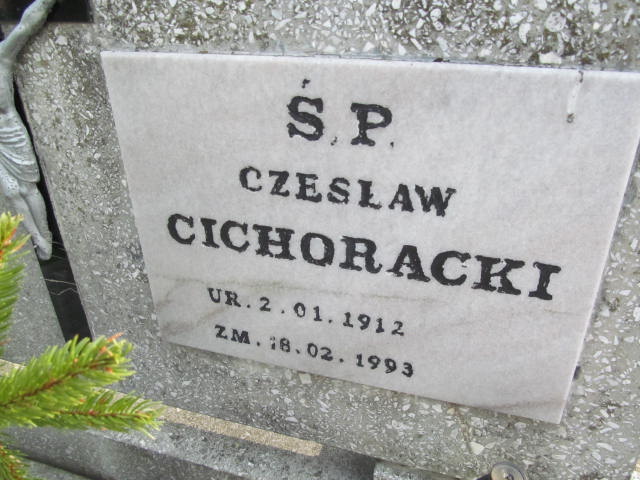 Ś.P.
CZESŁAW
CICHORACKI
UR. 2.01.1912
ZM. 18.02.1993